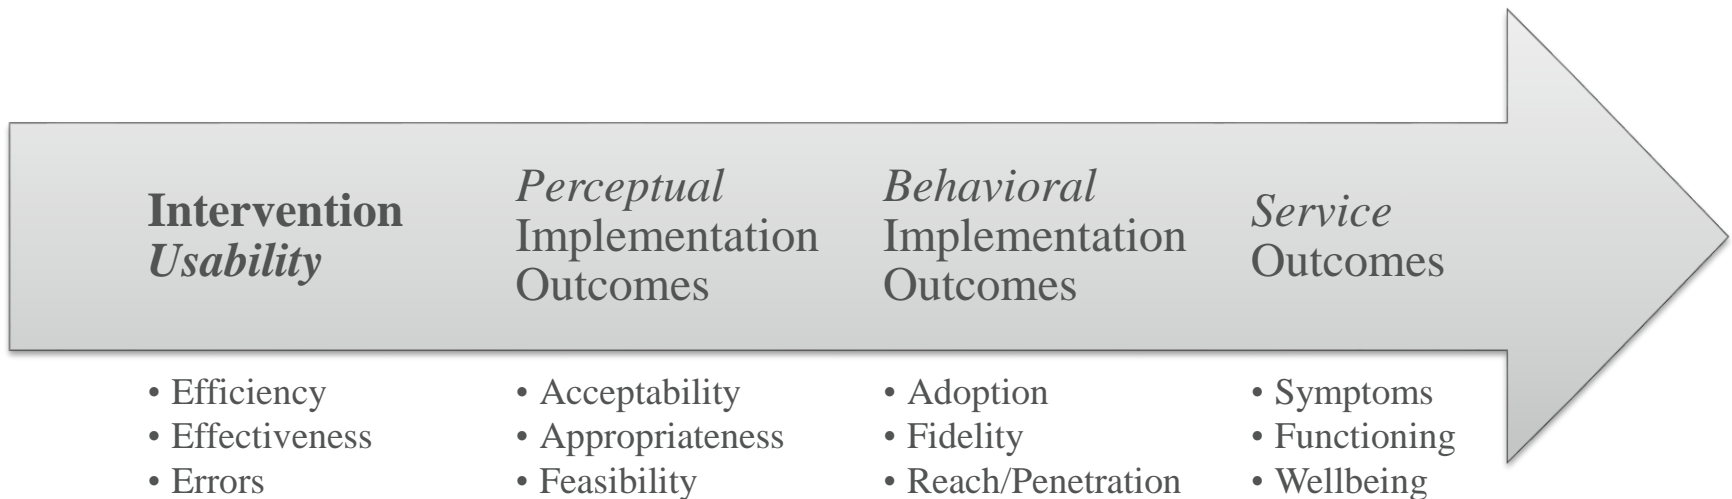 Intervention
Usability
Perceptual
Implementation
Outcomes
Behavioral
Implementation
Outcomes
Service
Outcomes
• Efficiency
• Effectiveness
• Errors
• Acceptability
• Appropriateness
• Feasibility
• Adoption
• Fidelity
• Reach/Penetration
• Symptoms
• Functioning
• Wellbeing